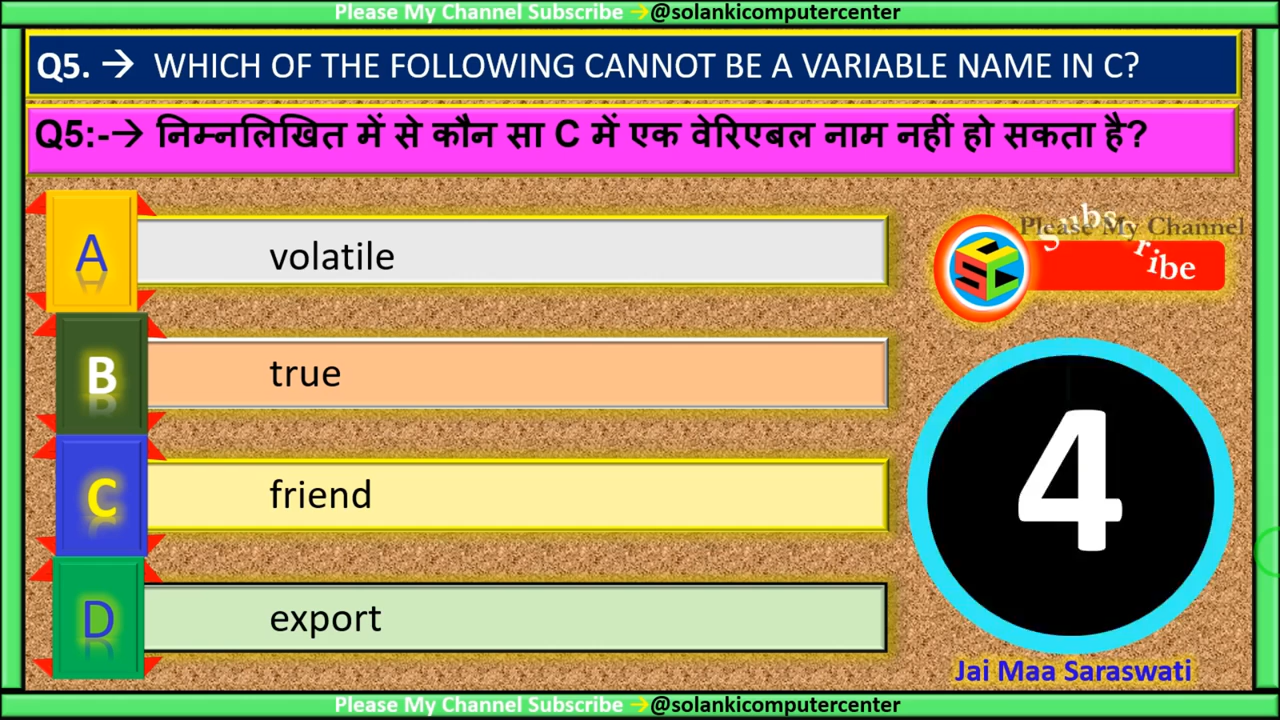 Please My Channel Subscribe →@solankicomputercenter
Q5. → WHICH OF THE FOLLOWING CANNOT BE A VARIABLE NAME IN C?
Q5:-→ निम्नलिखित में से कौन सा C में एक वेरिएबल नाम नहीं हो सकता है?
A volatile
Please My Channel
Subscribe
SCC
B true
C friend
4
D export
Jai Maa Saraswati
Please My Channel Subscribe →@solankicomputercenter